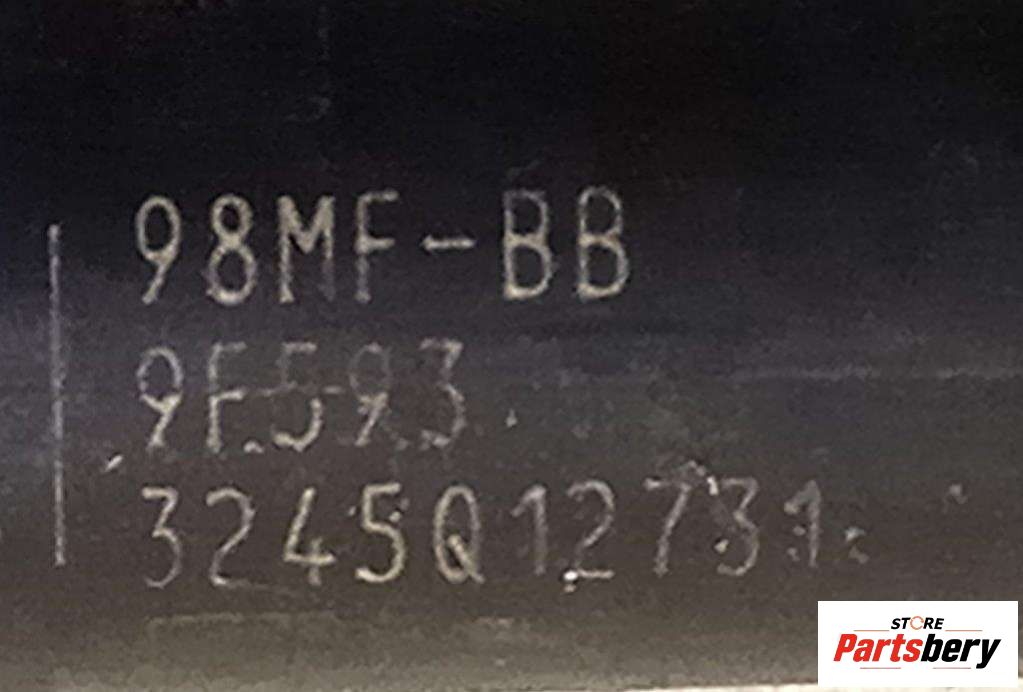 98MF-BB
9F593
3245Q12731
STORE
Partsbery